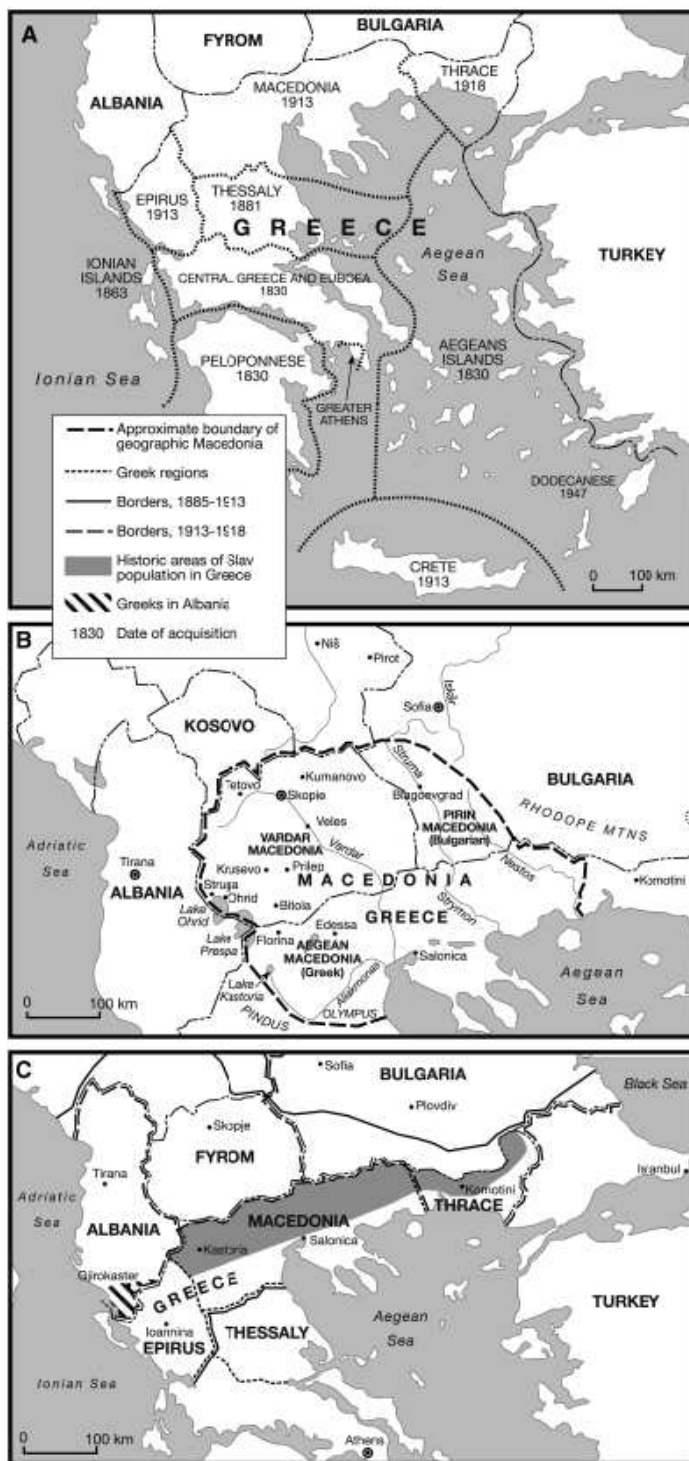 A
FYROM
BULGARIA
ALBANIA
MACEDONIA
1913
THRACE
1918
EPIRUS
1913
THESSALY
1881
GREECE
IONIAN
ISLANDS
1863
CENTRAL GREECE AND EUBOEA
1830
Aegean
Sea
TURKEY
PELOPONNESE
1830
AEGEANS
ISLANDS
1830
Ionian Sea
GREATER
ATHENS
DODECANESE
1947
CRETE
1913
0 100 km
Approximate boundary of
geographic Macedonia
Greek regions
Borders, 1885-1913
Borders, 1913-1918
Historic areas of Slav
population in Greece
Greeks in Albania
1830 Date of acquisition
B
Niš
Pirot
Sofia
Iskǎr
KOSOVO
Struma
BULGARIA
Tetovo
Kumanovo
Skopje
Blagoevgrad
RHODOPE MTNS
Veles
PIRIN
MACEDONIA
(Bulgarian)
Adriatic
Sea
VARDAR
MACEDONIA
Vardar
Nestos
Tirana
Krusevo
Prilep
MACEDONIA
Komotini
ALBANIA
Struga
Ohrid
Bitola
Strymon
Lake
Ohrid
GREECE
Lake
Prespa
Florina
Edessa
AEGEAN
MACEDONIA
(Greek)
Salonica
Aegean
Sea
Lake
Kastoria
Aliakmonas
PINDUS
OLYMPUS
0 100 km
C
Sofia
BULGARIA
Black Sea
Plovdiv
Skopje
FYROM
Tirana
Istanbul
Adriatic
Sea
ALBANIA
Komotini
THRACE
MACEDONIA
Kastoria
Salonica
Gjirokaster
GREECE
TURKEY
Ioannina
EPIRUS
THESSALY
Aegean
Sea
Ionian Sea
Athens
0 100 km